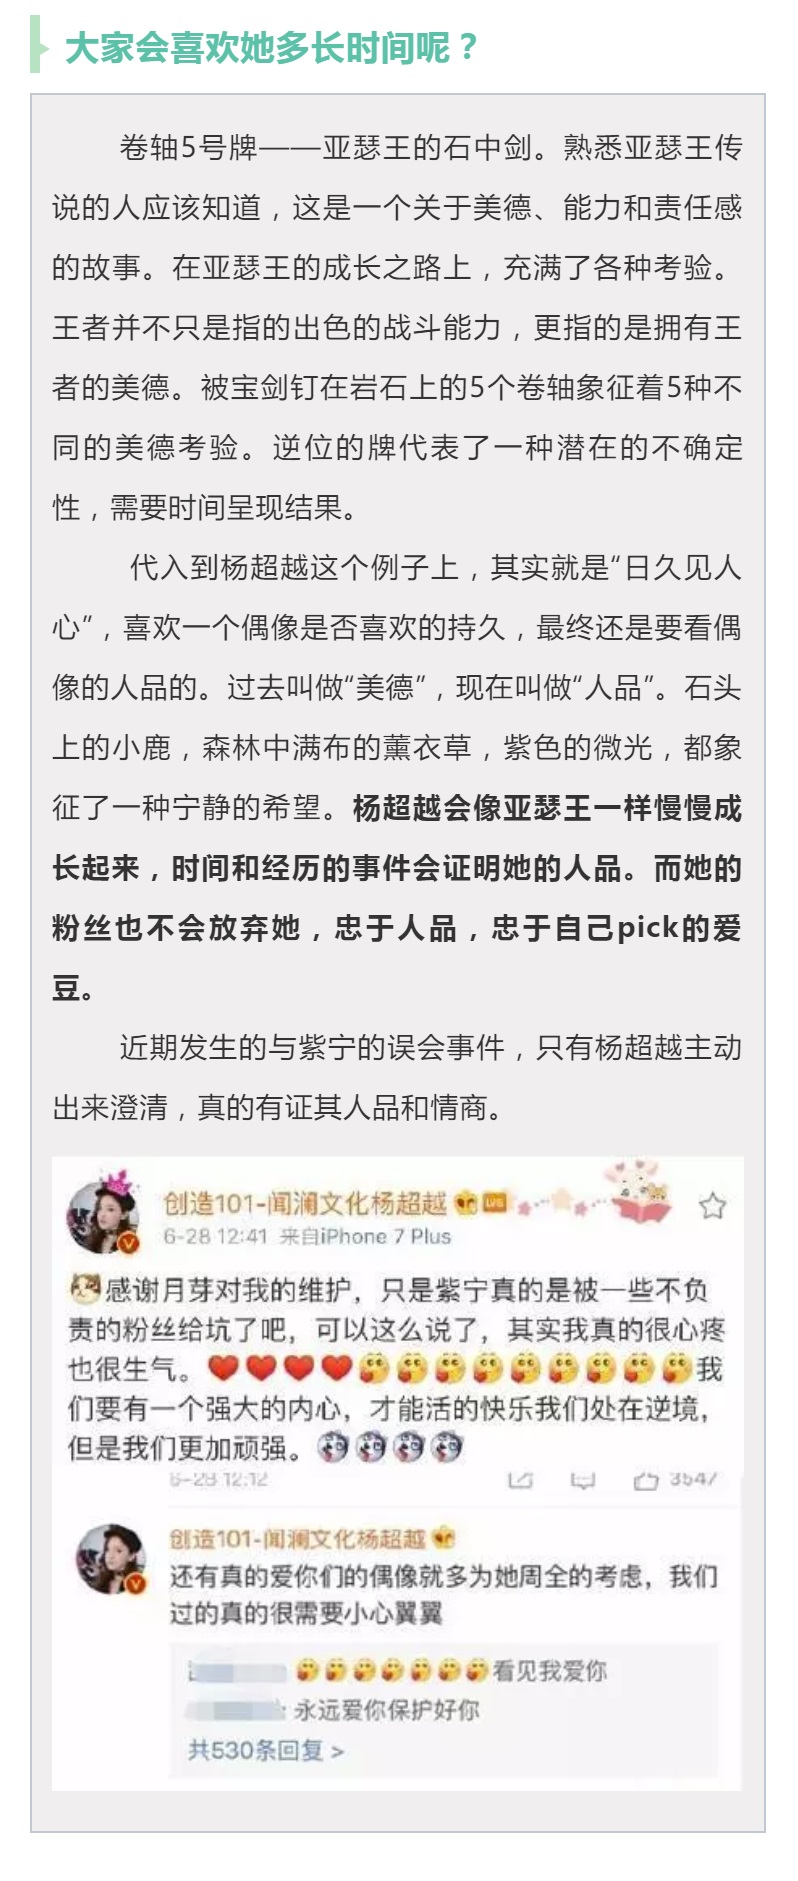 大家会喜欢她多长时间呢？
卷轴5号牌——亚瑟王的石中剑。熟悉亚瑟王传
说的人应该知道，这是一个关于美德、能力和责任感
的故事。在亚瑟王的成长之路上，充满了各种考验。
王者并不只是指的出色的战斗能力，更指的是拥有王
者的美德。被宝剑钉在岩石上的5个卷轴象征着5种不
同的美德考验。逆位的牌代表了一种潜在的不确定
性，需要时间呈现结果。
代入到杨超越这个例子上，其实就是“日久见人
心”，喜欢一个偶像是否喜欢的持久，最终还是要看偶
像的人品的。过去叫做“美德”，现在叫做“人品”。石头
上的小鹿，森林中满布的薰衣草，紫色的微光，都象
征了一种宁静的希望。杨超越会像亚瑟王一样慢慢成
长起来，时间和经历的事件会证明她的人品。而她的
粉丝也不会放弃她，忠于人品，忠于自己pick的爱
豆。
近期发生的与紫宁的误会事件，只有杨超越主动
出来澄清，真的有证其人品和情商。
创造101-闻澜文化杨超越
6-28 12:41 来自iPhone 7 Plus
感谢月芽对我的维护，只是紫宁真的是被一些不负
责的粉丝给坑了吧，可以这么说了，其实我真的很心疼
也很生气。我
们要有一个强大的内心，才能活的快乐我们处在逆境，
但是我们更加顽强。
6-28 12:12 3547
创造101-闻澜文化杨超越
还有真的爱你们的偶像就多为她周全的考虑，我们
过的真的很需要小心翼翼
看见我爱你
永远爱你保护好你
共530条回复 >